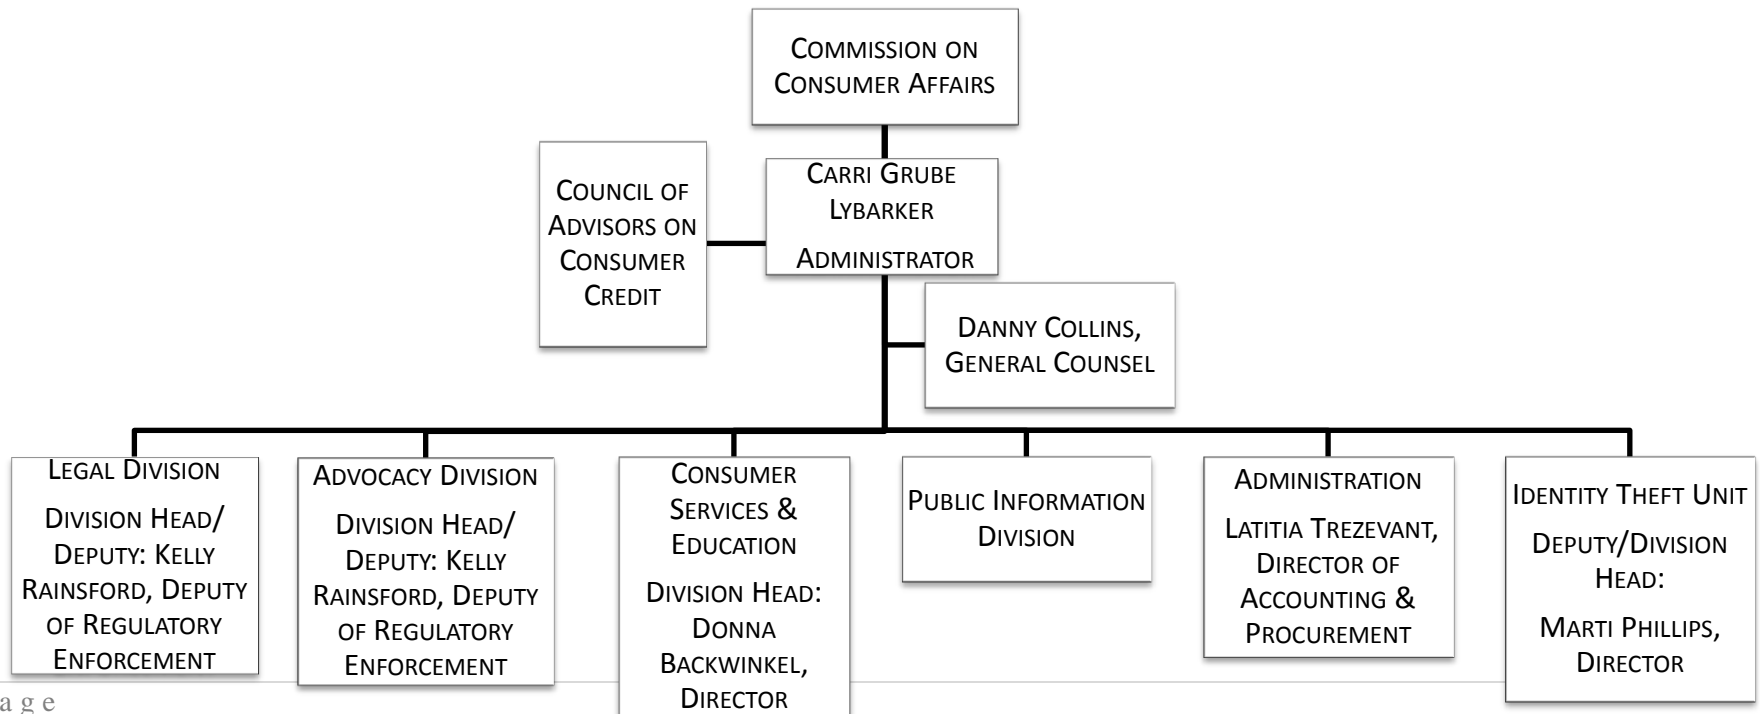 Commission on
Consumer Affairs
Council of
Advisors on
Consumer
Credit
Carri Grube
Lybarker
Administrator
Danny Collins,
General Counsel
Legal Division
Division Head/
Deputy: Kelly
Rainsford, Deputy
of Regulatory
Enforcement
Advocacy Division
Division Head/
Deputy: Kelly
Rainsford, Deputy
of Regulatory
Enforcement
Consumer
Services &
Education
Division Head:
Donna
Backwinkel,
Director
Public Information
Division
Administration
Latitia Trezevant,
Director of
Accounting &
Procurement
Identity Theft Unit
Deputy/Division
Head:
Marti Phillips,
Director
a g e